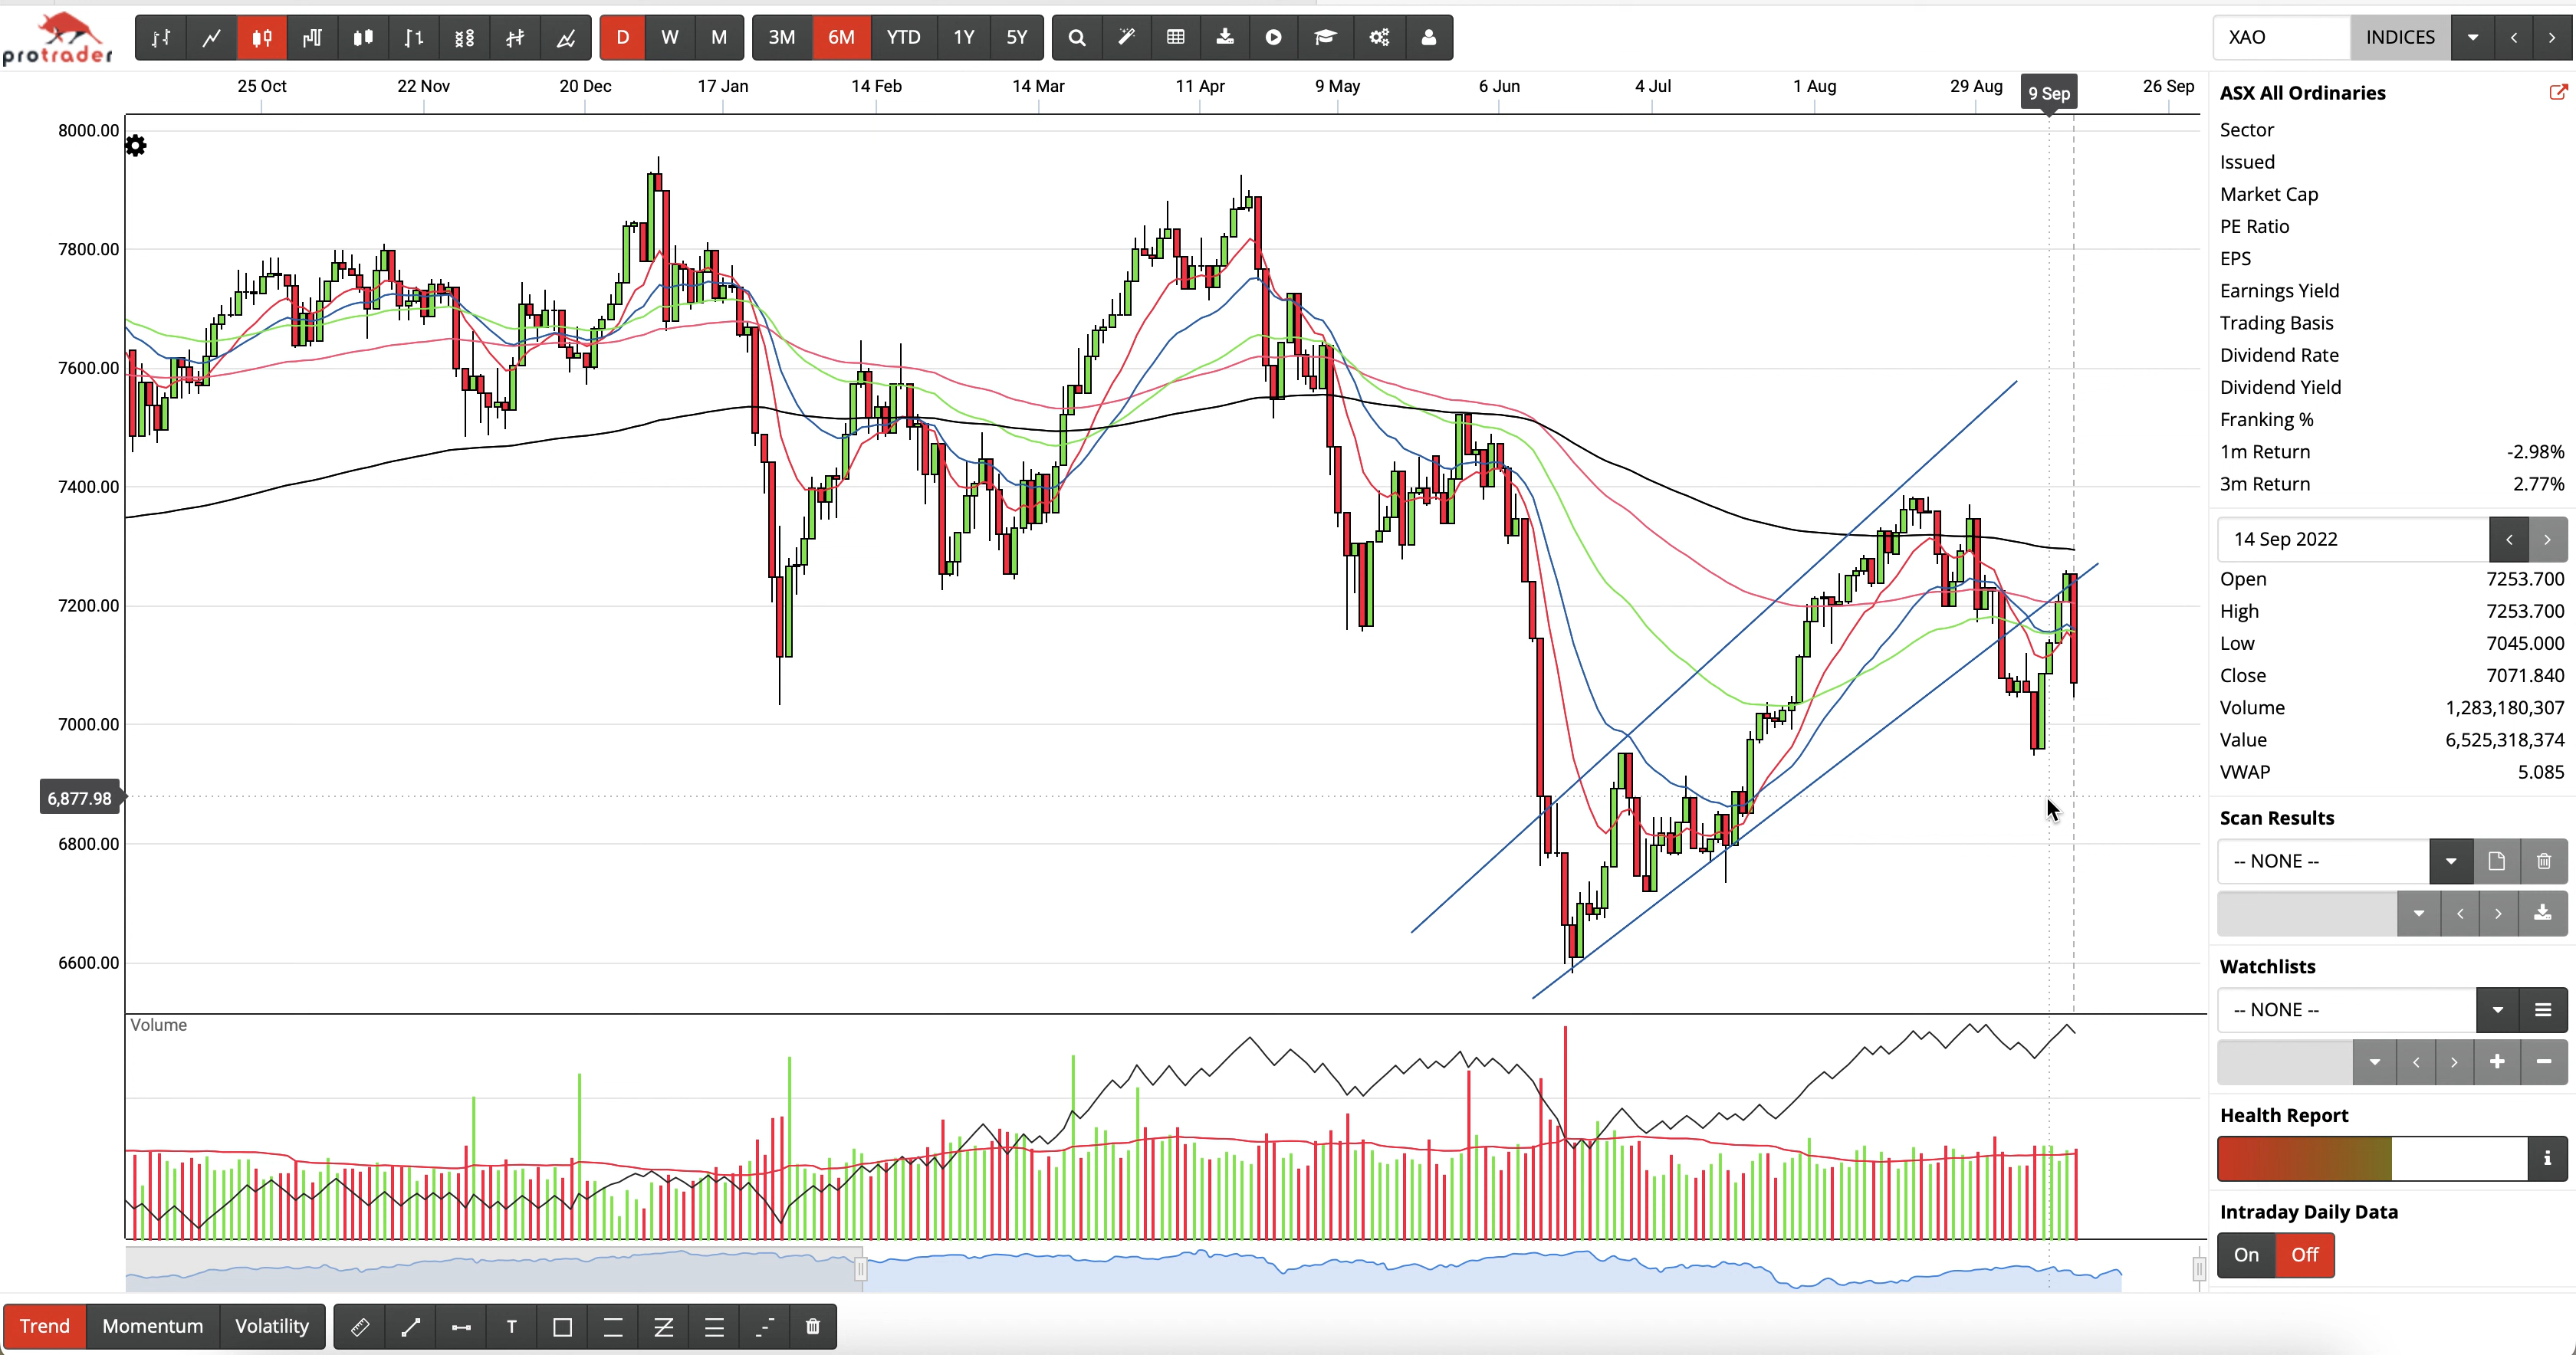 protrader
D W M
3M 6M YTD 1Y 5Y
XAO INDICES
25 Oct 22 Nov 20 Dec 17 Jan 14 Feb 14 Mar 11 Apr 9 May 6 Jun 4 Jul 1 Aug 29 Aug 9 Sep 26 Sep
8000.00
7800.00
7600.00
7400.00
7200.00
7000.00
6,877.98
6800.00
6600.00
Volume
ASX All Ordinaries
Sector
Issued
Market Cap
PE Ratio
EPS
Earnings Yield
Trading Basis
Dividend Rate
Dividend Yield
Franking %
1m Return -2.98%
3m Return 2.77%
14 Sep 2022
Open 7253.700
High 7253.700
Low 7045.000
Close 7071.840
Volume 1,283,180,307
Value 6,525,318,374
VWAP 5.085
Scan Results
-- NONE --
Watchlists
-- NONE --
Health Report
Intraday Daily Data
On Off
Trend Momentum Volatility T